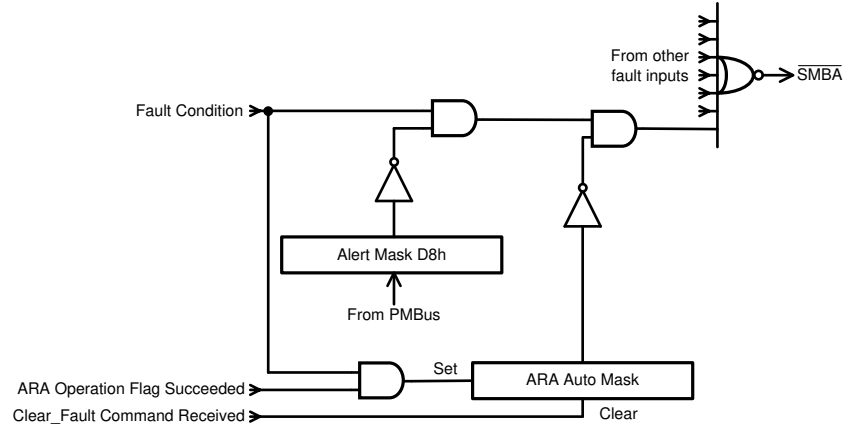 From other
fault inputs
SMBA
Fault Condition
Alert Mask D8h
From PMBus
Set
ARA Auto Mask
ARA Operation Flag Succeeded
Clear_Fault Command Received
Clear